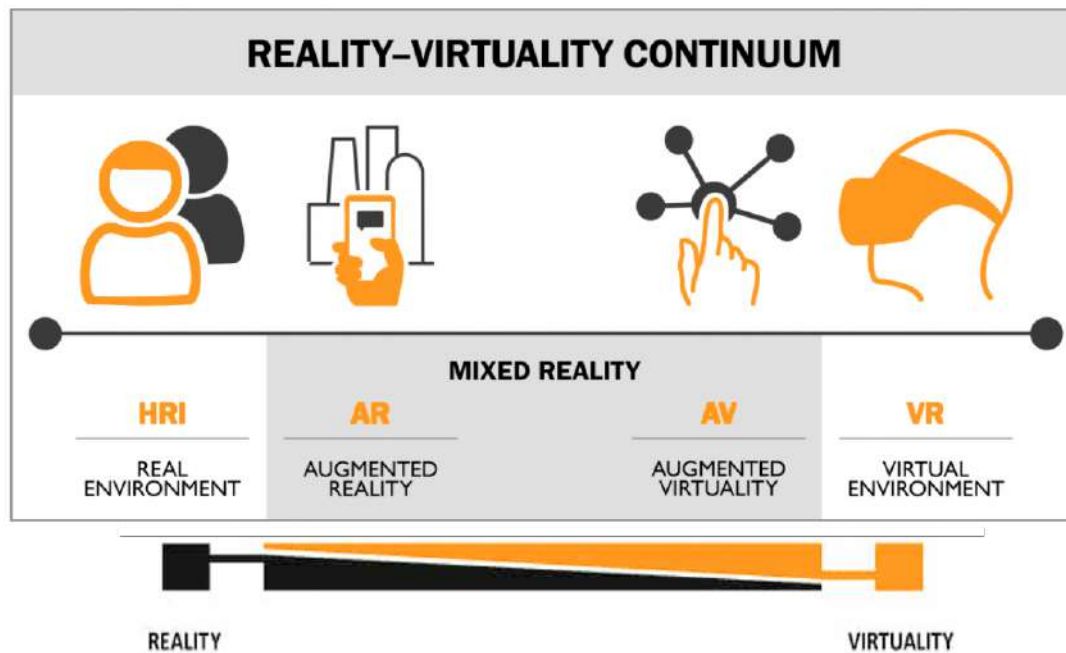 REALITY–VIRTUALITY CONTINUUM
MIXED REALITY
HRI
REAL
ENVIRONMENT
AR
AUGMENTED
REALITY
AV
AUGMENTED
VIRTUALITY
VR
VIRTUAL
ENVIRONMENT
REALITY
VIRTUALITY